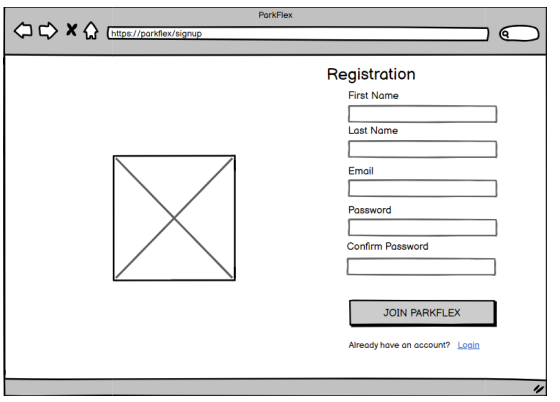 ParkFlex
https://parkflex/signup
Registration
First Name
Last Name
Email
Password
Confirm Password
JOIN PARKFLEX
Already have an account? Login